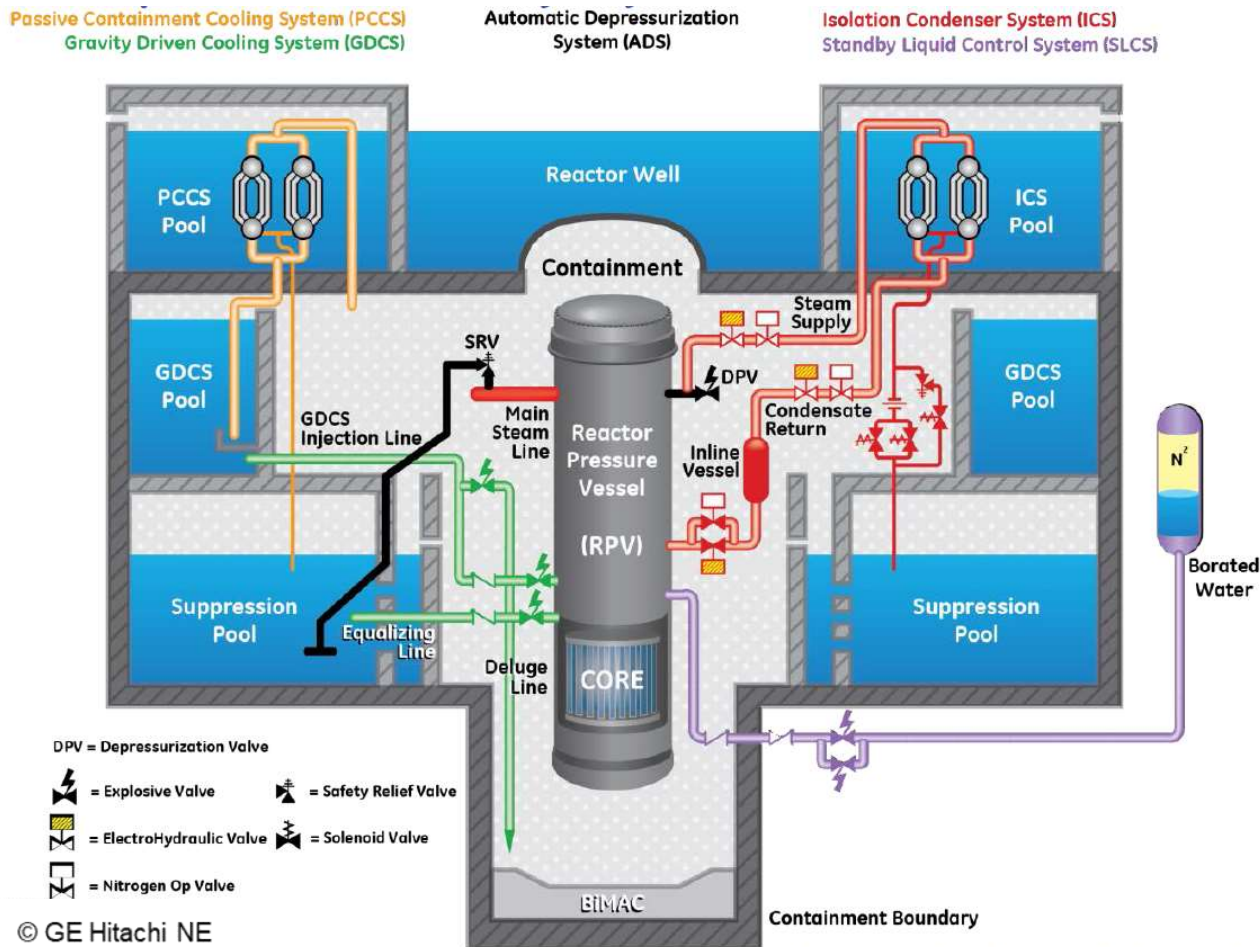 Passive Containment Cooling System (PCCS)
Gravity Driven Cooling System (GDCS)
Automatic Depressurization
System (ADS)
Isolation Condenser System (ICS)
Standby Liquid Control System (SLCS)
PCCS
Pool
Reactor Well
ICS
Pool
Containment
Steam
Supply
SRV
DPV
GDCS
Pool
GDCS
Injection Line
Main
Steam
Line
Reactor
Pressure
Vessel
(RPV)
Condensate
Return
Inline
Vessel
GDCS
Pool
N²
Borated
Water
Suppression
Pool
Equalizing
Line
Suppression
Pool
Deluge
Line
CORE
DPV = Depressurization Valve
= Explosive Valve
= Safety Relief Valve
= ElectroHydraulic Valve
= Solenoid Valve
= Nitrogen Op Valve
BiMAC
Containment Boundary
© GE Hitachi NE